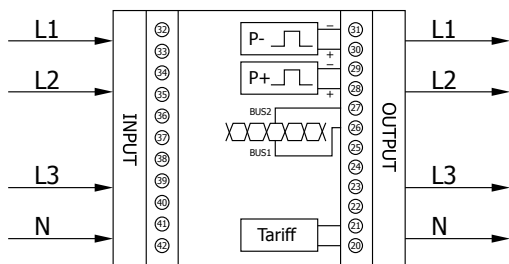 L1 32 P- − 31 L1
33 + 30
L2 34 P+ − 29 L2
35 + 28
36 BUS2 27
INPUT 37 26 OUTPUT
38 BUS1 25
L3 39 24 L3
40 23
22
N 41 Tariff 21 N
42 20